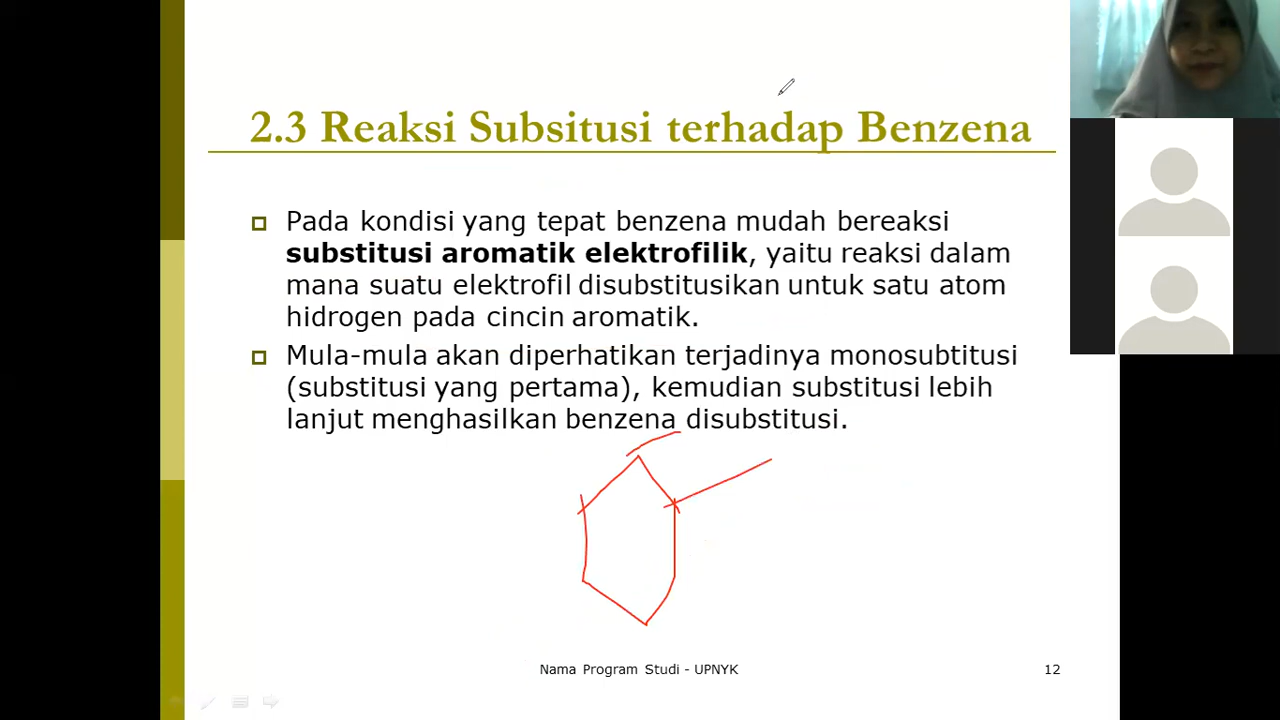 2.3 Reaksi Subsitusi terhadap Benzena
Pada kondisi yang tepat benzena mudah bereaksi
substitusi aromatik elektrofilik, yaitu reaksi dalam
mana suatu elektrofil disubstitusikan untuk satu atom
hidrogen pada cincin aromatik.
Mula-mula akan diperhatikan terjadinya monosubtitusi
(substitusi yang pertama), kemudian substitusi lebih
lanjut menghasilkan benzena disubstitusi.
Nama Program Studi - UPNYK
12